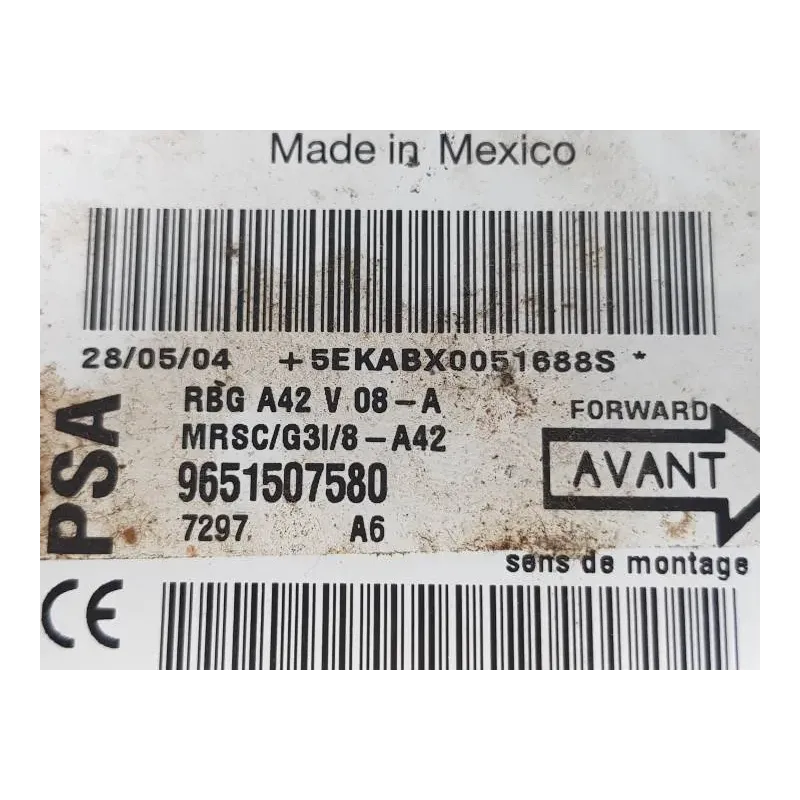 Made in Mexico
28/05/04 +5EKABX0051688S *
RBG A42 V 08-A
MRSC/G3I/8-A42
9651507580
7297 A6
PSA
FORWARD
AVANT
sens de montage
CE